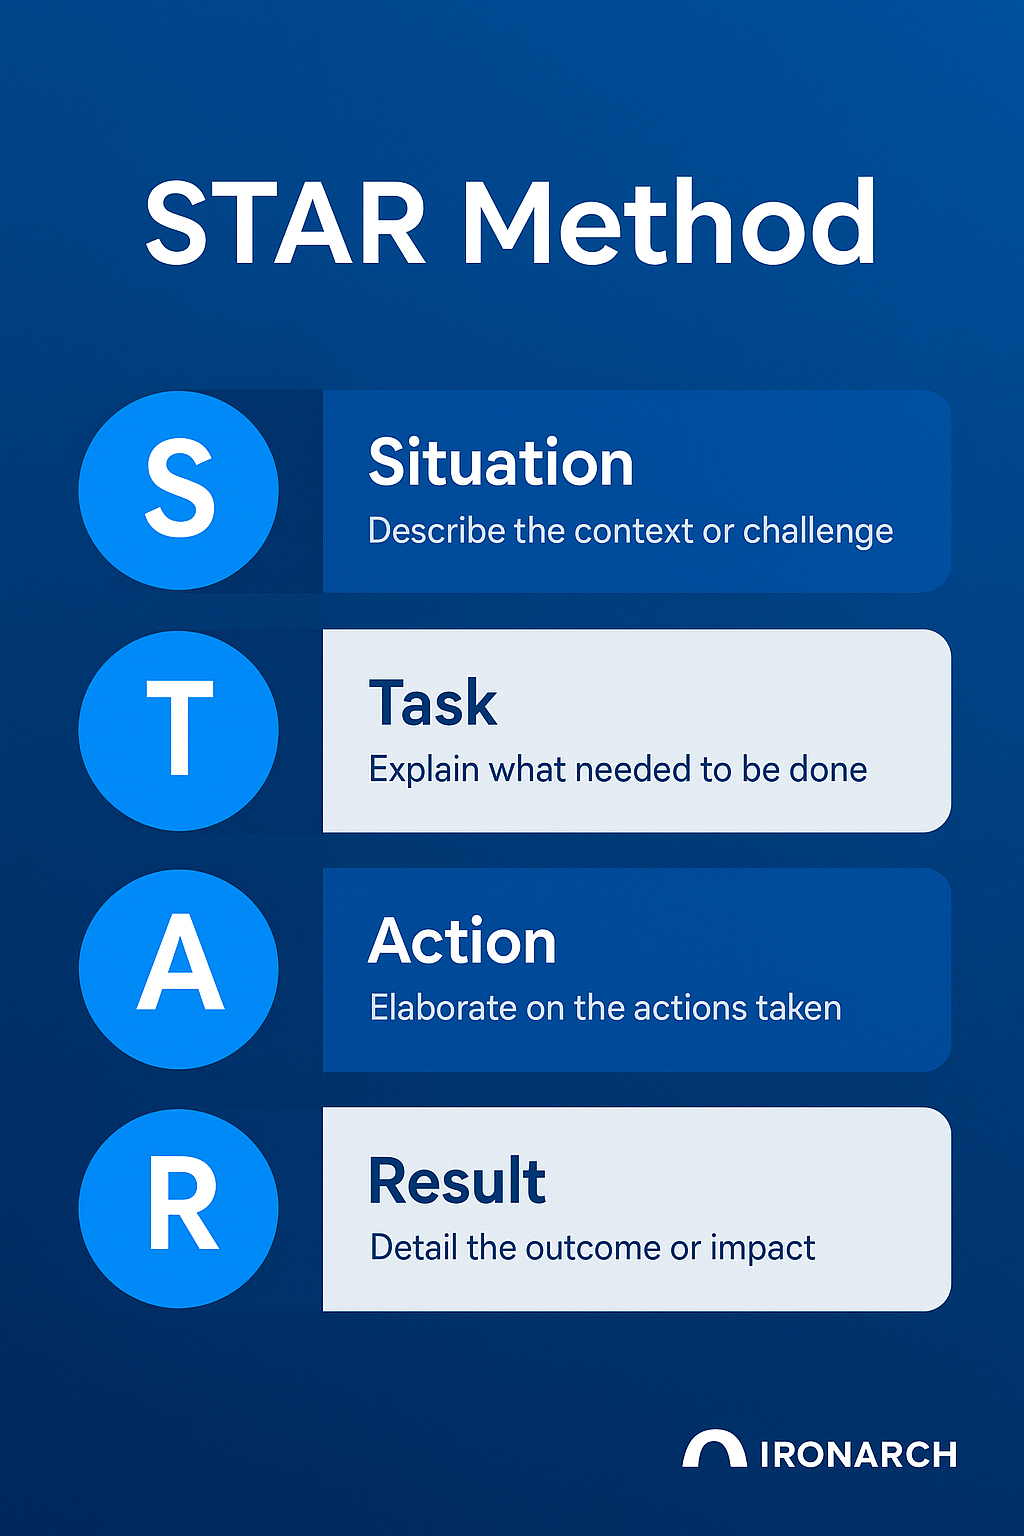 STAR Method
S
Situation
Describe the context or challenge
T
Task
Explain what needed to be done
A
Action
Elaborate on the actions taken
R
Result
Detail the outcome or impact
IRONARCH